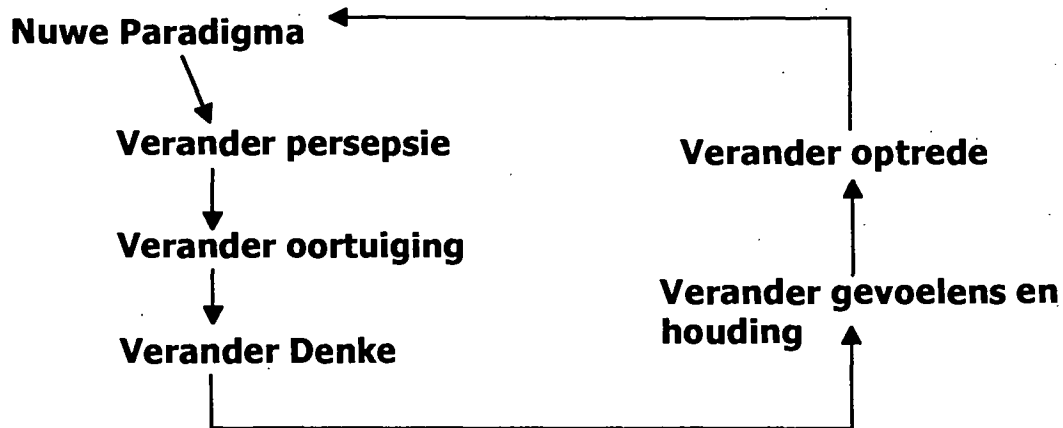 Nuwe Paradigma
Verander persepsie
Verander oortuiging
Verander Denke
Verander gevoelens en
houding
Verander optrede